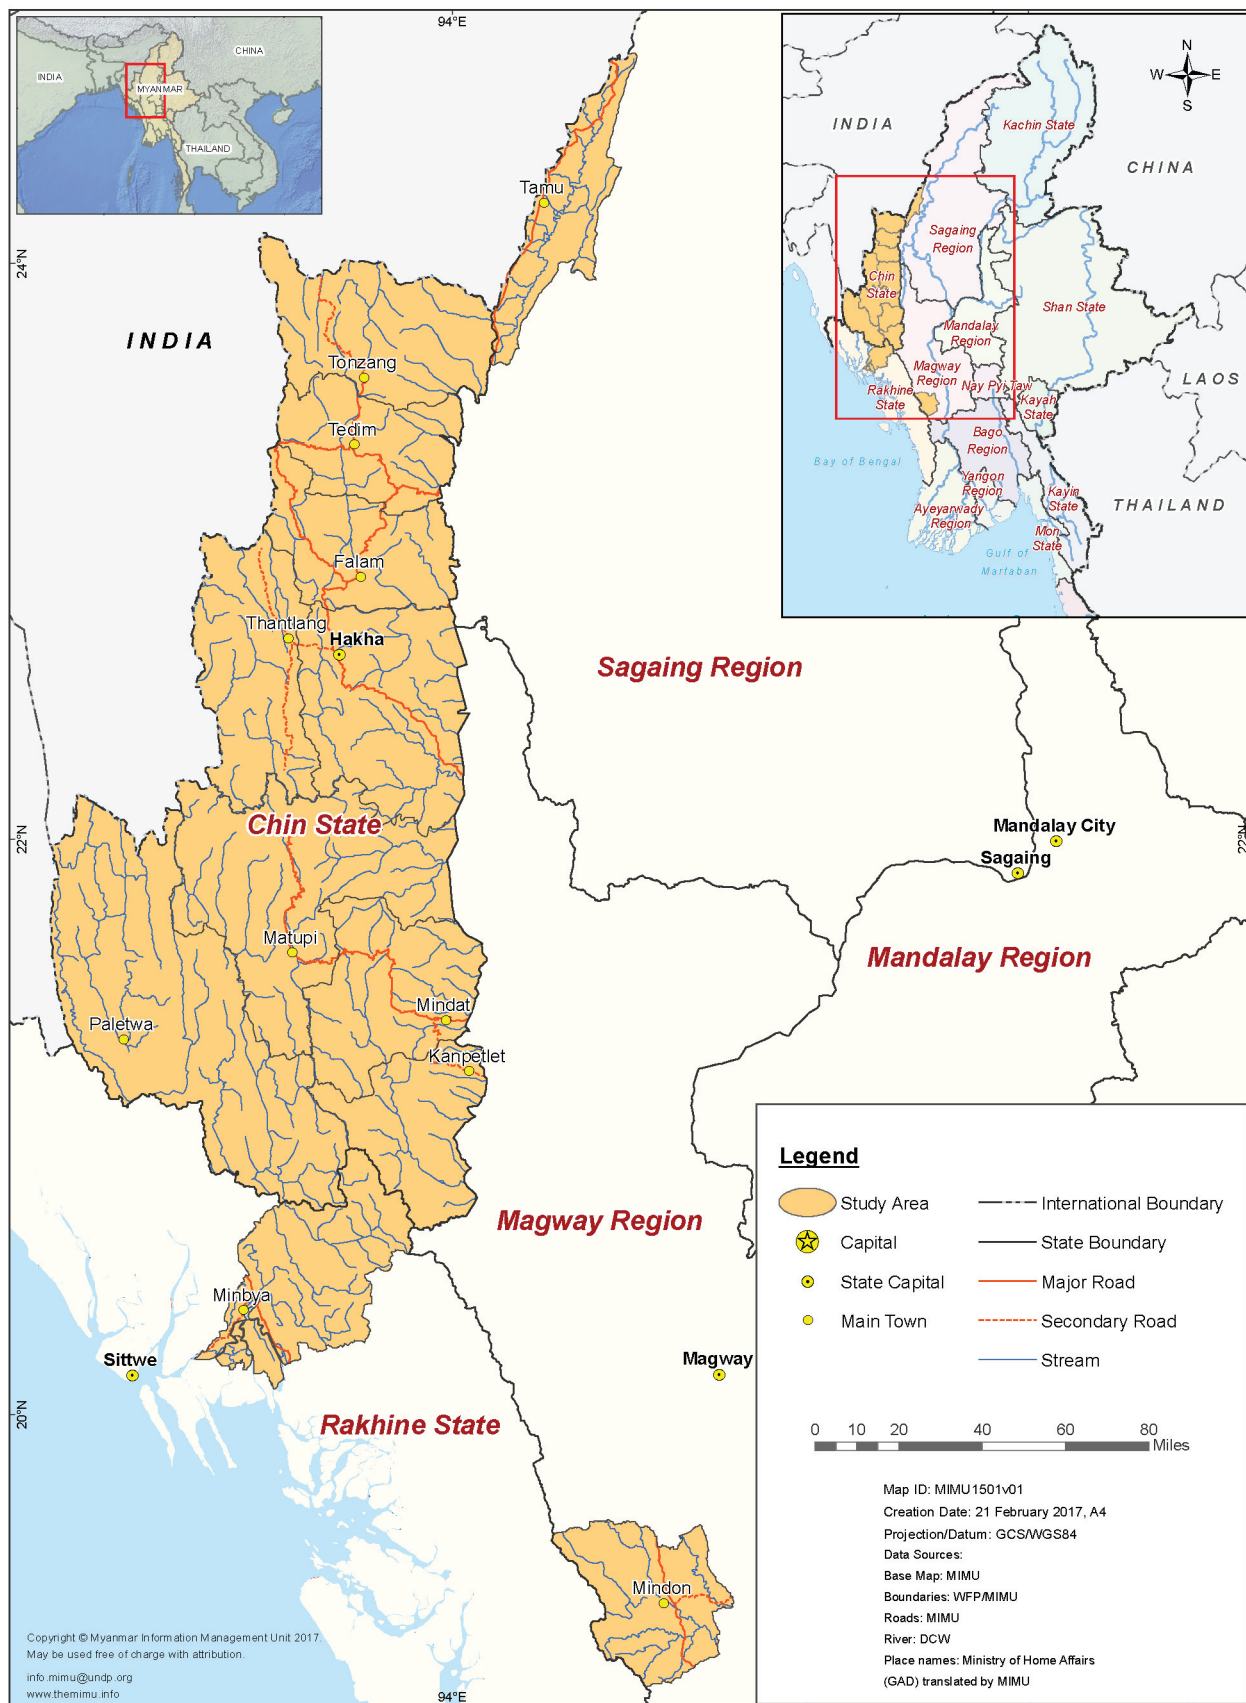 94°E
INDIA
CHINA
MYANMAR
THAILAND
N
W E
S
INDIA
Kachin State
CHINA
Sagaing
Region
Chin
State
Shan State
Mandalay
Region
Magway
Region
Nay Pyi Taw
Rakhine
State
Kayah
State
LAOS
Bago
Region
Bay of Bengal
Yangon
Region
Kayin
State
Ayeyarwady
Region
THAILAND
Mon
State
Gulf of
Martaban
Tamu
24°N
INDIA
Tonzang
Tedim
Falam
Thantlang
Hakha
Sagaing Region
Chin State
22°N
Mandalay City
22°N
Sagaing
Matupi
Mandalay Region
Mindat
Paletwa
Kanpetlet
Magway Region
Minbya
Sittwe
Magway
20°N
Rakhine State
Mindon
Legend
Study Area
International Boundary
Capital
State Boundary
State Capital
Major Road
Main Town
Secondary Road
Stream
0 10 20 40 60 80
Miles
Map ID: MIMU1501v01
Creation Date: 21 February 2017, A4
Projection/Datum: GCS/WGS84
Data Sources:
Base Map: MIMU
Boundaries: WFP/MIMU
Roads: MIMU
River: DCW
Place names: Ministry of Home Affairs
(GAD) translated by MIMU
Copyright © Myanmar Information Management Unit 2017.
May be used free of charge with attribution.
info.mimu@undp.org
www.themimu.info
94°E